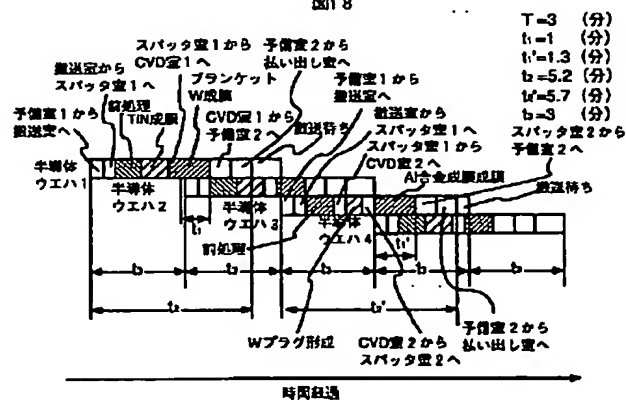 図18
T=3 (分)
t₁=1 (分)
t₁'=1.3 (分)
t₂=5.2 (分)
t₂'=5.7 (分)
t₃=3 (分)
スパッタ室1から
CVD室1へ
予備室2から
払い出し室へ
搬送室から
スパッタ室1へ
ブランケット
W成膜
予備室1から
搬送室へ
スパッタ室2から
予備室2へ
前処理
TiN成膜
予備室1から
搬送室へ
CVD室1から
予備室2へ
搬送待ち
搬送室から
スパッタ室1へ
スパッタ室1から
CVD室2へ
Al合金成膜成膜
搬送待ち
半導体
ウエハ1
半導体
ウエハ2
半導体
ウエハ3
半導体
ウエハ4
t₁
前処理
t₁'
t₃
t₃
t₃
t₃
t₃
t₂
t₂'
Wプラグ形成
CVD室2から
スパッタ室2へ
予備室2から
払い出し室へ
時間経過